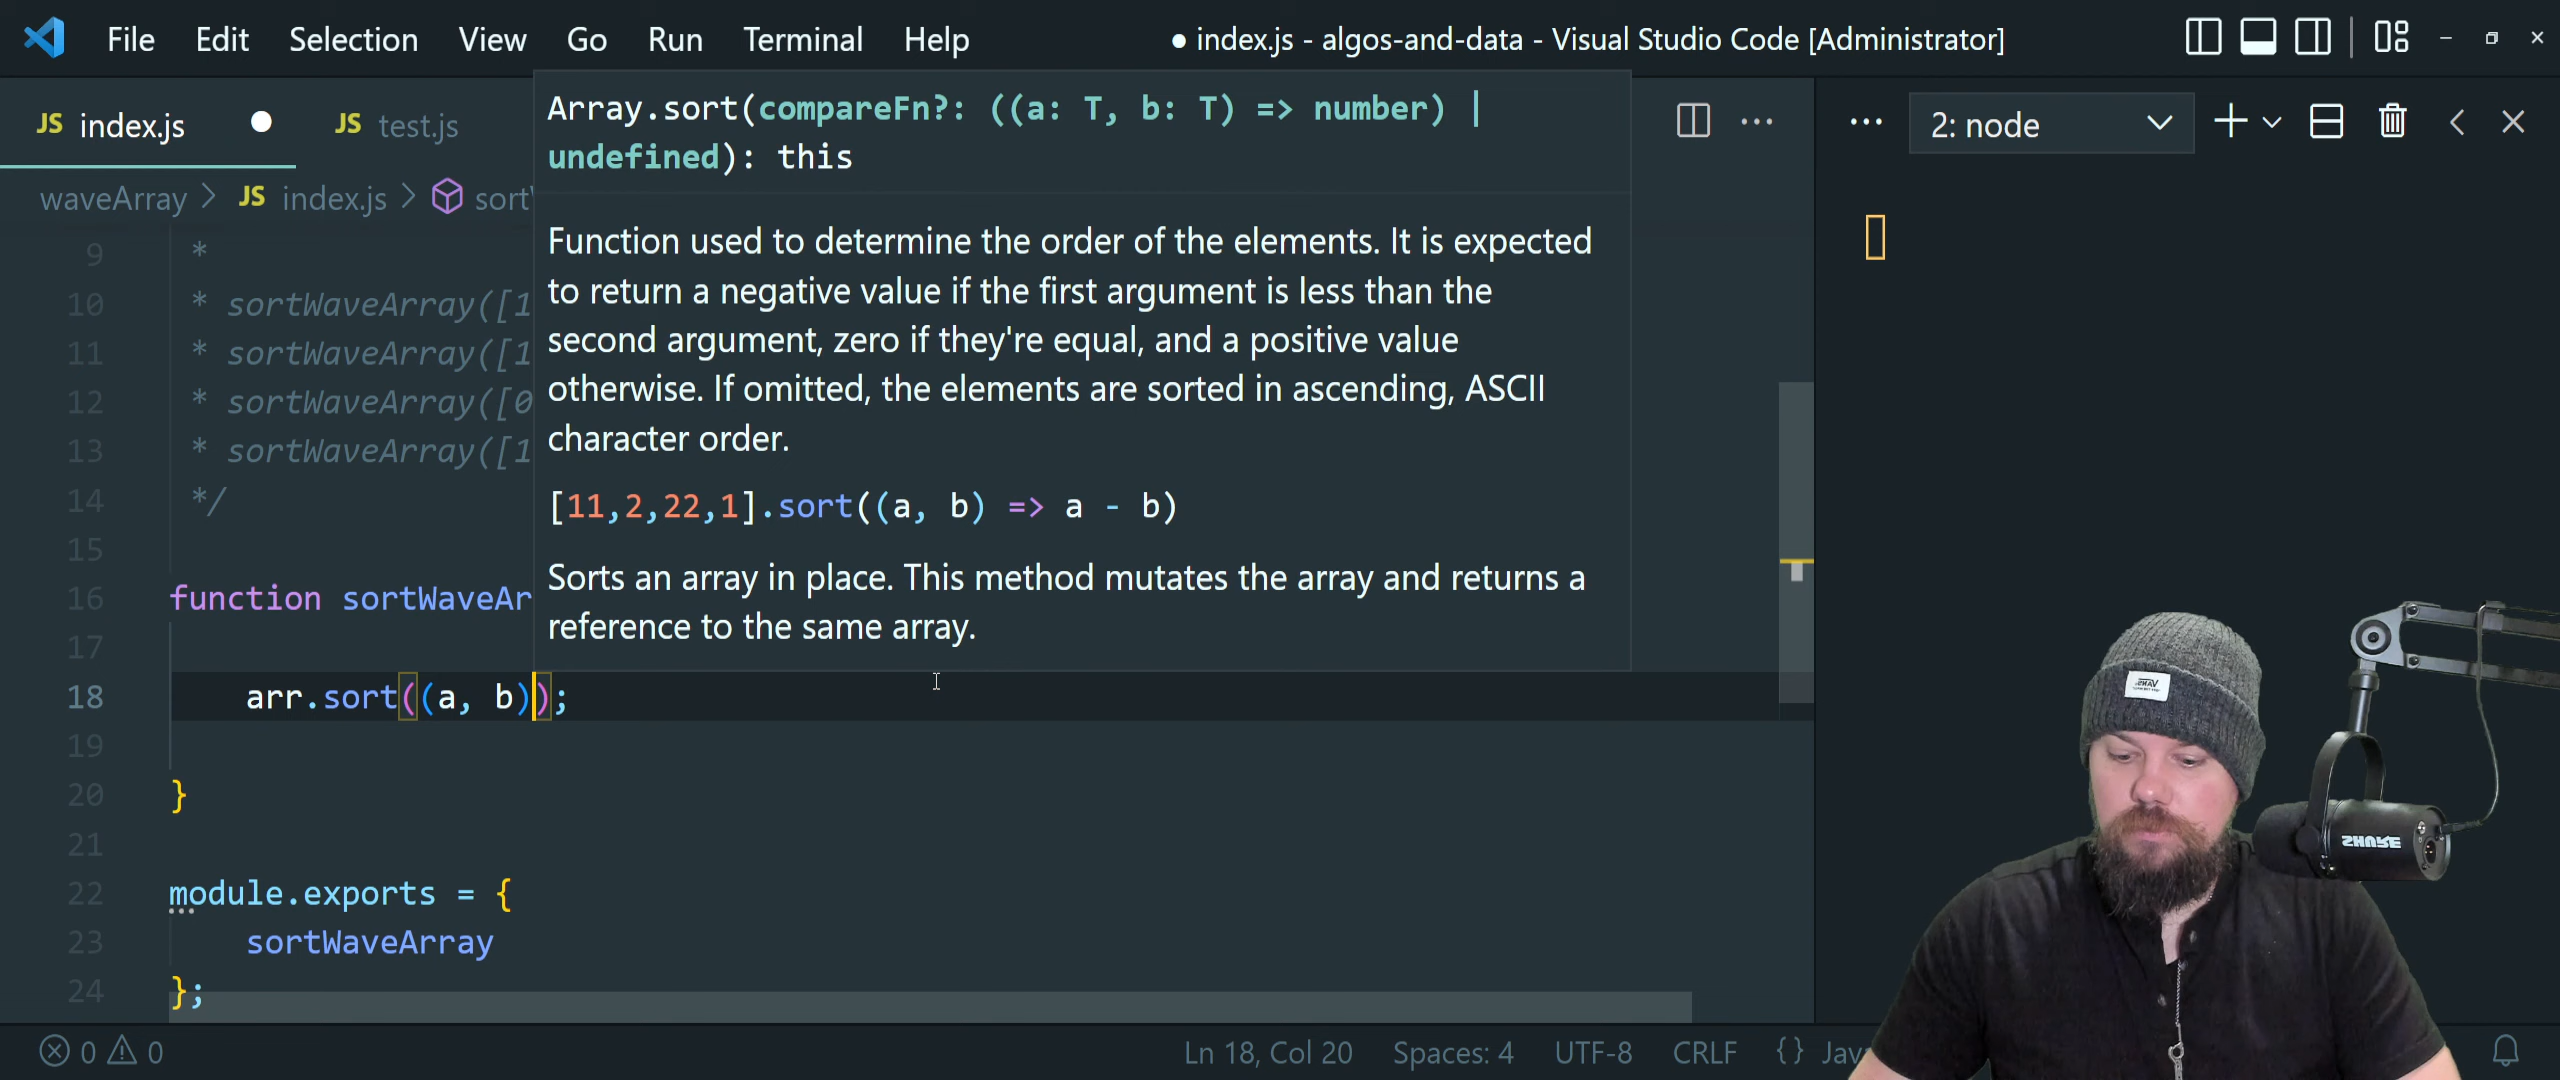 File Edit Selection View Go Run Terminal Help ● index.js - algos-and-data - Visual Studio Code [Administrator]
JS index.js ● JS test.js ··· ··· 2: node
waveArray > JS index.js > sort
Array.sort(compareFn?: ((a: T, b: T) => number) |
undefined): this
Function used to determine the order of the elements. It is expected
to return a negative value if the first argument is less than the
second argument, zero if they're equal, and a positive value
otherwise. If omitted, the elements are sorted in ascending, ASCII
character order.
[11,2,22,1].sort((a, b) => a - b)
Sorts an array in place. This method mutates the array and returns a
reference to the same array.
9 *
10 * sortWaveArray([1
11 * sortWaveArray([1
12 * sortWaveArray([0
13 * sortWaveArray([1
14 */
15
16 function sortWaveAr
17
18 arr.sort((a, b));
19
20 }
21
22 module.exports = {
23 sortWaveArray
24 };
VANS
SHURE
0 0 Ln 18, Col 20 Spaces: 4 UTF-8 CRLF {} Jav